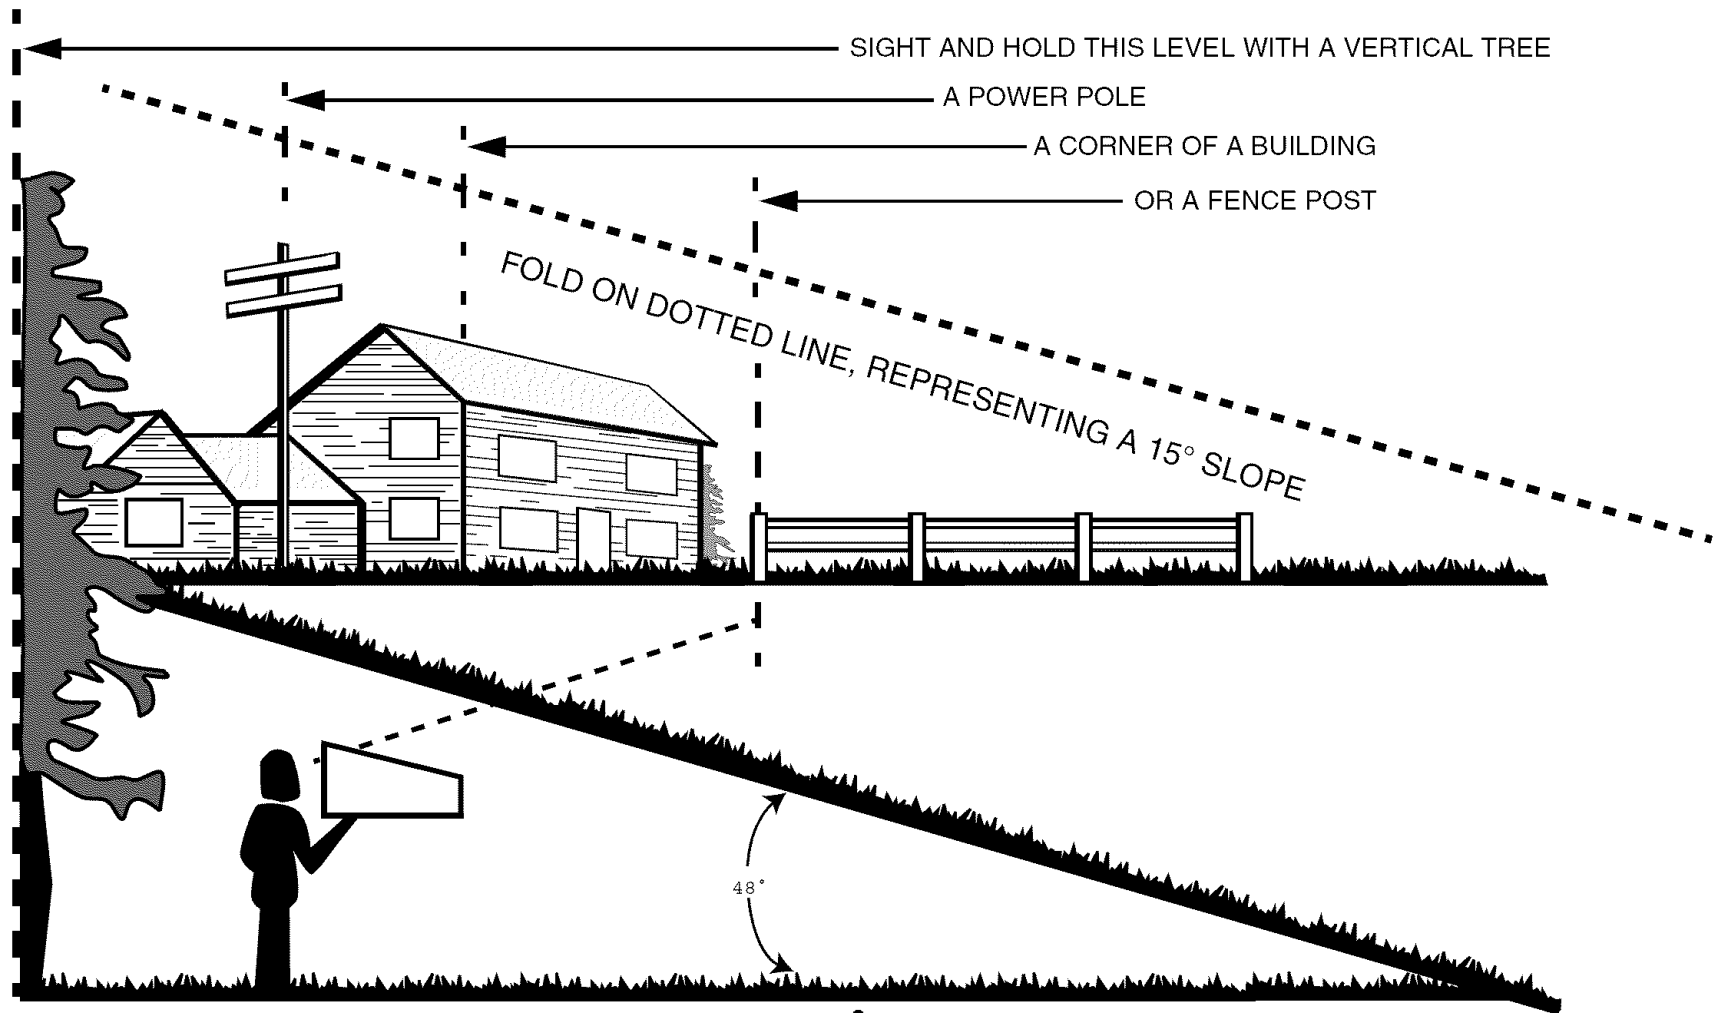 SIGHT AND HOLD THIS LEVEL WITH A VERTICAL TREE
A POWER POLE
A CORNER OF A BUILDING
OR A FENCE POST
FOLD ON DOTTED LINE, REPRESENTING A 15° SLOPE
48°